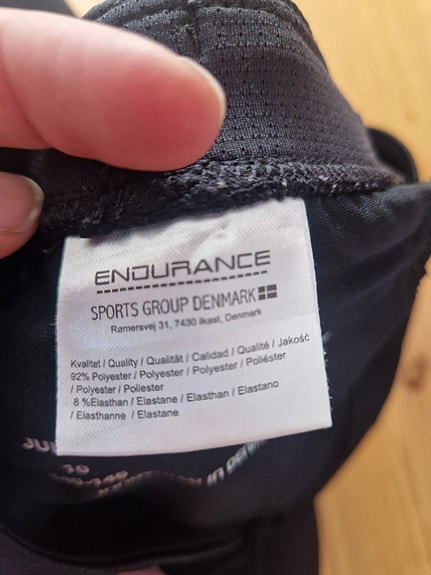 ENDURANCE
SPORTS GROUP DENMARK
Rømersvej 31, 7430 Ikast, Denmark
Kvalitet / Quality / Qualität / Calidad / Qualité / Jakość
92% Polyester / Polyester / Polyester / Poliéster
/ Polyester / Poliester
8 %Elasthan / Elastane / Elasthan / Elastano
/ Elasthanne / Elastane